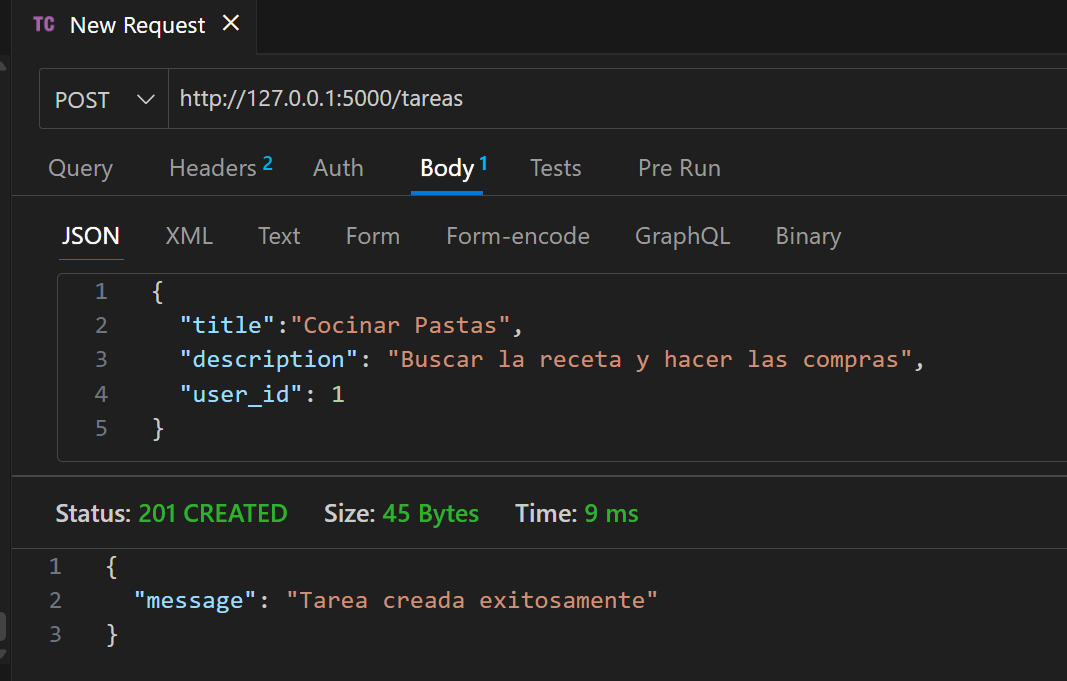 TC New Request ×
POST http://127.0.0.1:5000/tareas
Query Headers 2 Auth Body 1 Tests Pre Run
JSON XML Text Form Form-encode GraphQL Binary
1 {
2 "title":"Cocinar Pastas",
3 "description": "Buscar la receta y hacer las compras",
4 "user_id": 1
5 }
Status: 201 CREATED Size: 45 Bytes Time: 9 ms
1 {
2 "message": "Tarea creada exitosamente"
3 }